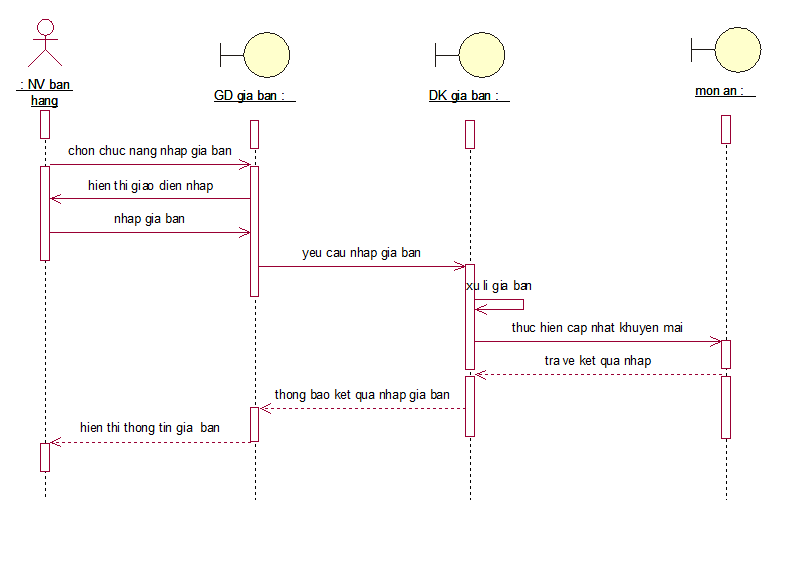 : NV ban
hang
GD gia ban :
DK gia ban :
mon an :
chon chuc nang nhap gia ban
hien thi giao dien nhap
nhap gia ban
yeu cau nhap gia ban
xu li gia ban
thuc hien cap nhat khuyen mai
tra ve ket qua nhap
thong bao ket qua nhap gia ban
hien thi thong tin gia ban